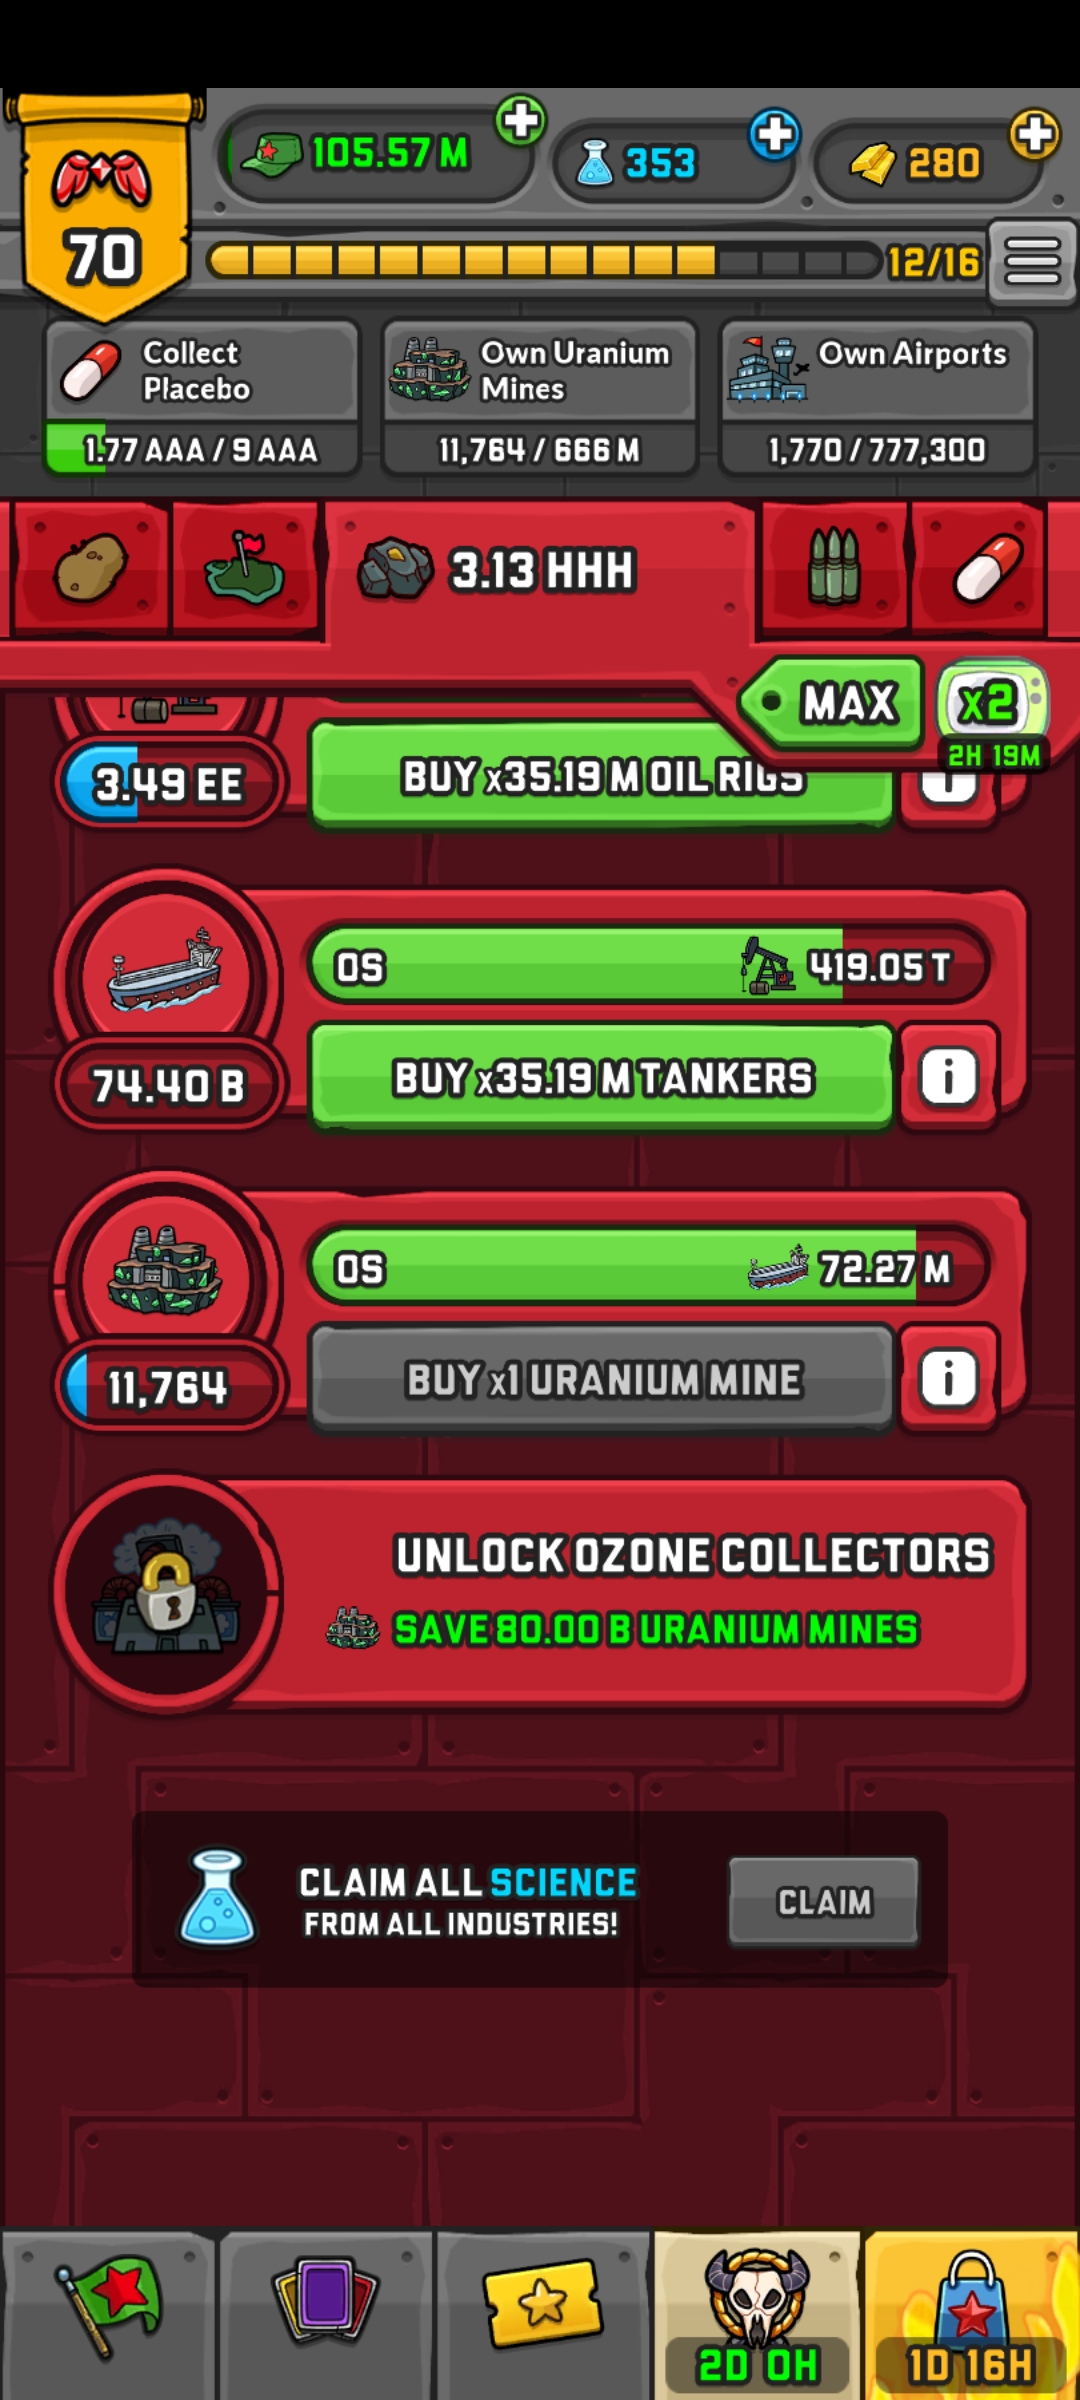 105.57 M
353
280
70
12/16
Collect
Placebo
1.77 AAA / 9 AAA
Own Uranium
Mines
11,764 / 666 M
Own Airports
1,770 / 777,300
3.13 HHH
MAX
x2
2H 19M
3.49 EE
BUY x35.19 M OIL RIGS
0S
419.05 T
74.40 B
BUY x35.19 M TANKERS
i
0S
72.27 M
11,764
BUY x1 URANIUM MINE
i
UNLOCK OZONE COLLECTORS
SAVE 80.00 B URANIUM MINES
CLAIM ALL SCIENCE
FROM ALL INDUSTRIES!
CLAIM
2D 0H
1D 16H